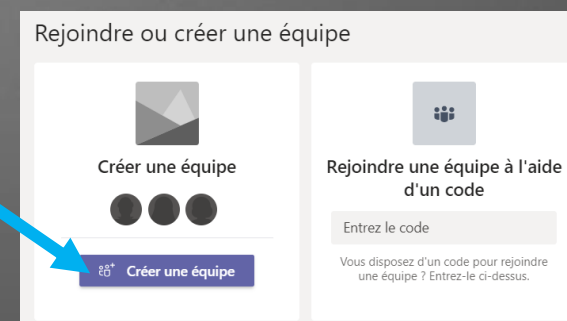 Rejoindre ou créer une équipe
Créer une équipe
Créer une équipe
Rejoindre une équipe à l'aide
d'un code
Entrez le code
Vous disposez d'un code pour rejoindre
une équipe ? Entrez-le ci-dessus.